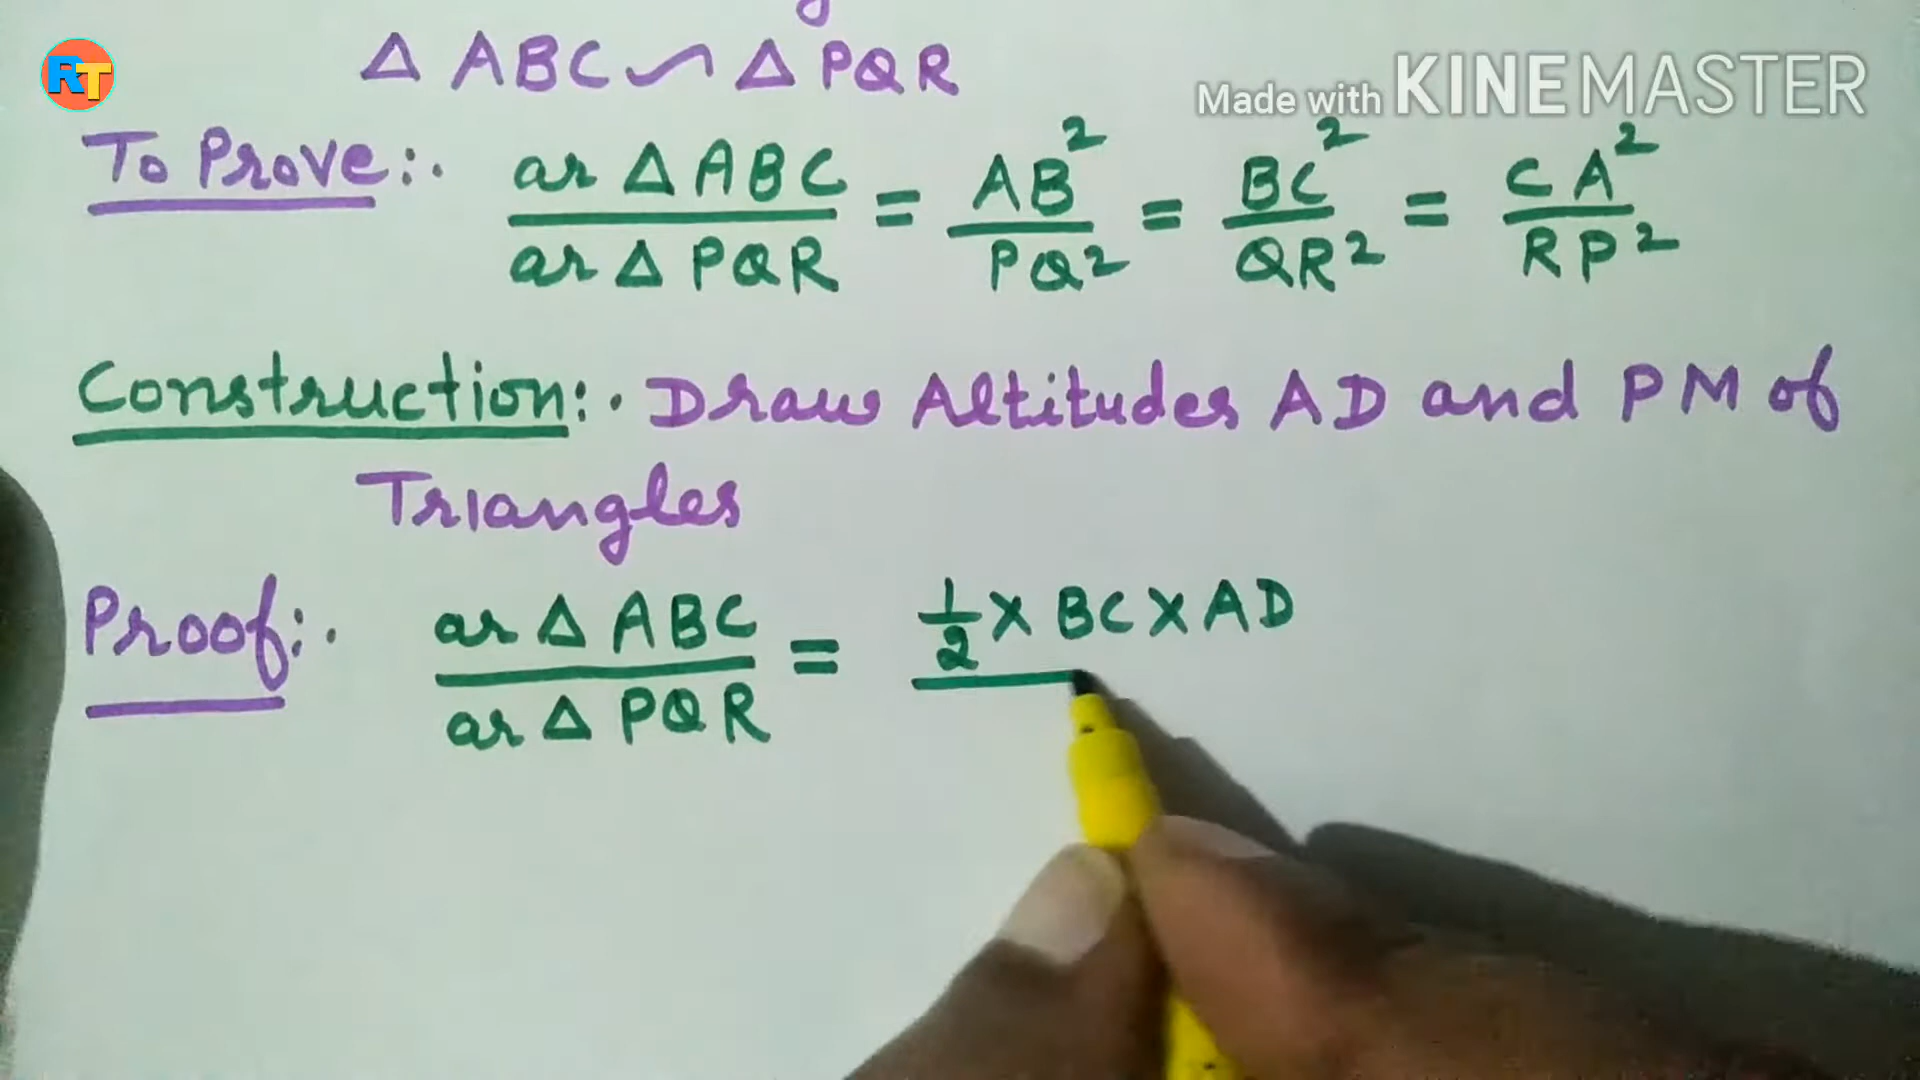 RT
Δ ABC ∽ Δ PQR
Made with KINEMASTER
To Prove:. ar Δ ABC / ar Δ PQR = AB² / PQ² = BC² / QR² = CA² / RP²
Construction:. Draw Altitudes AD and PM of
Triangles
Proof:. ar Δ ABC / ar Δ PQR = 1/2 × BC × AD